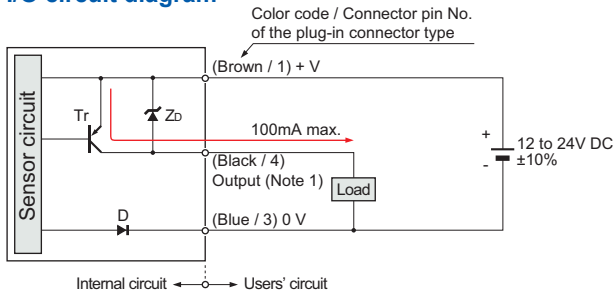 I/O circuit diagram
Color code / Connector pin No.
of the plug-in connector type
(Brown / 1) + V
Sensor circuit
Tr
ZD
100mA max.
(Black / 4)
Output (Note 1)
Load
+
-
12 to 24V DC
±10%
D
(Blue / 3) 0 V
Internal circuit
Users' circuit